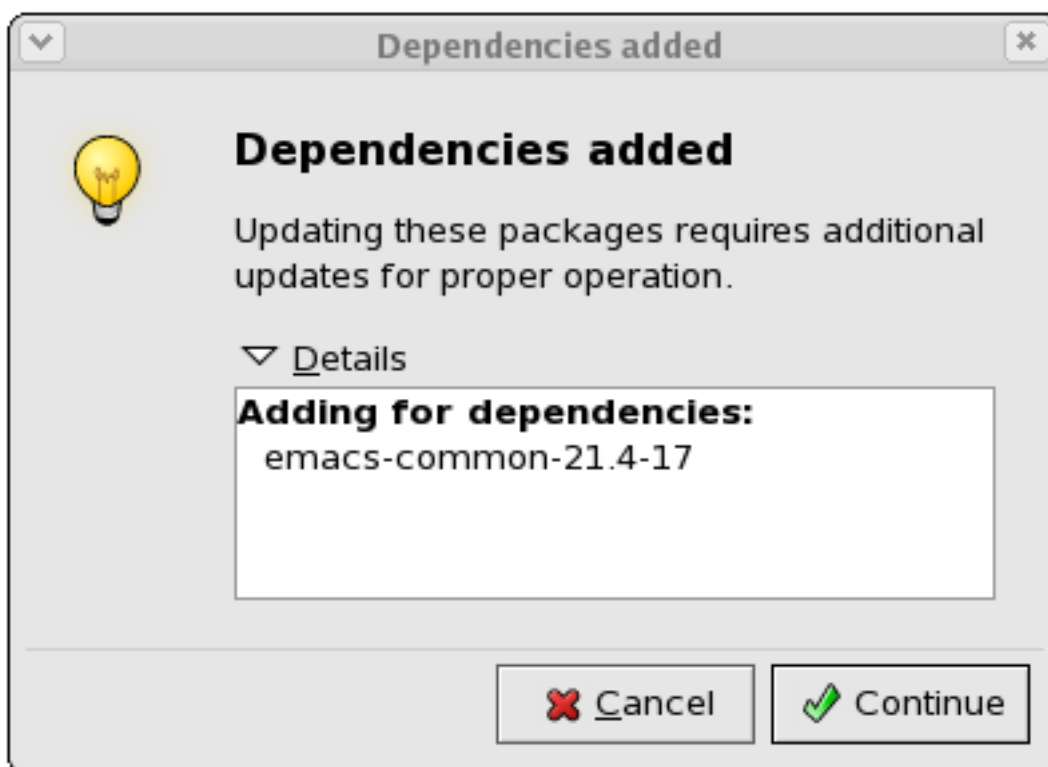 Dependencies added
Dependencies added
Updating these packages requires additional
updates for proper operation.
Details
Adding for dependencies:
emacs-common-21.4-17
Cancel
Continue